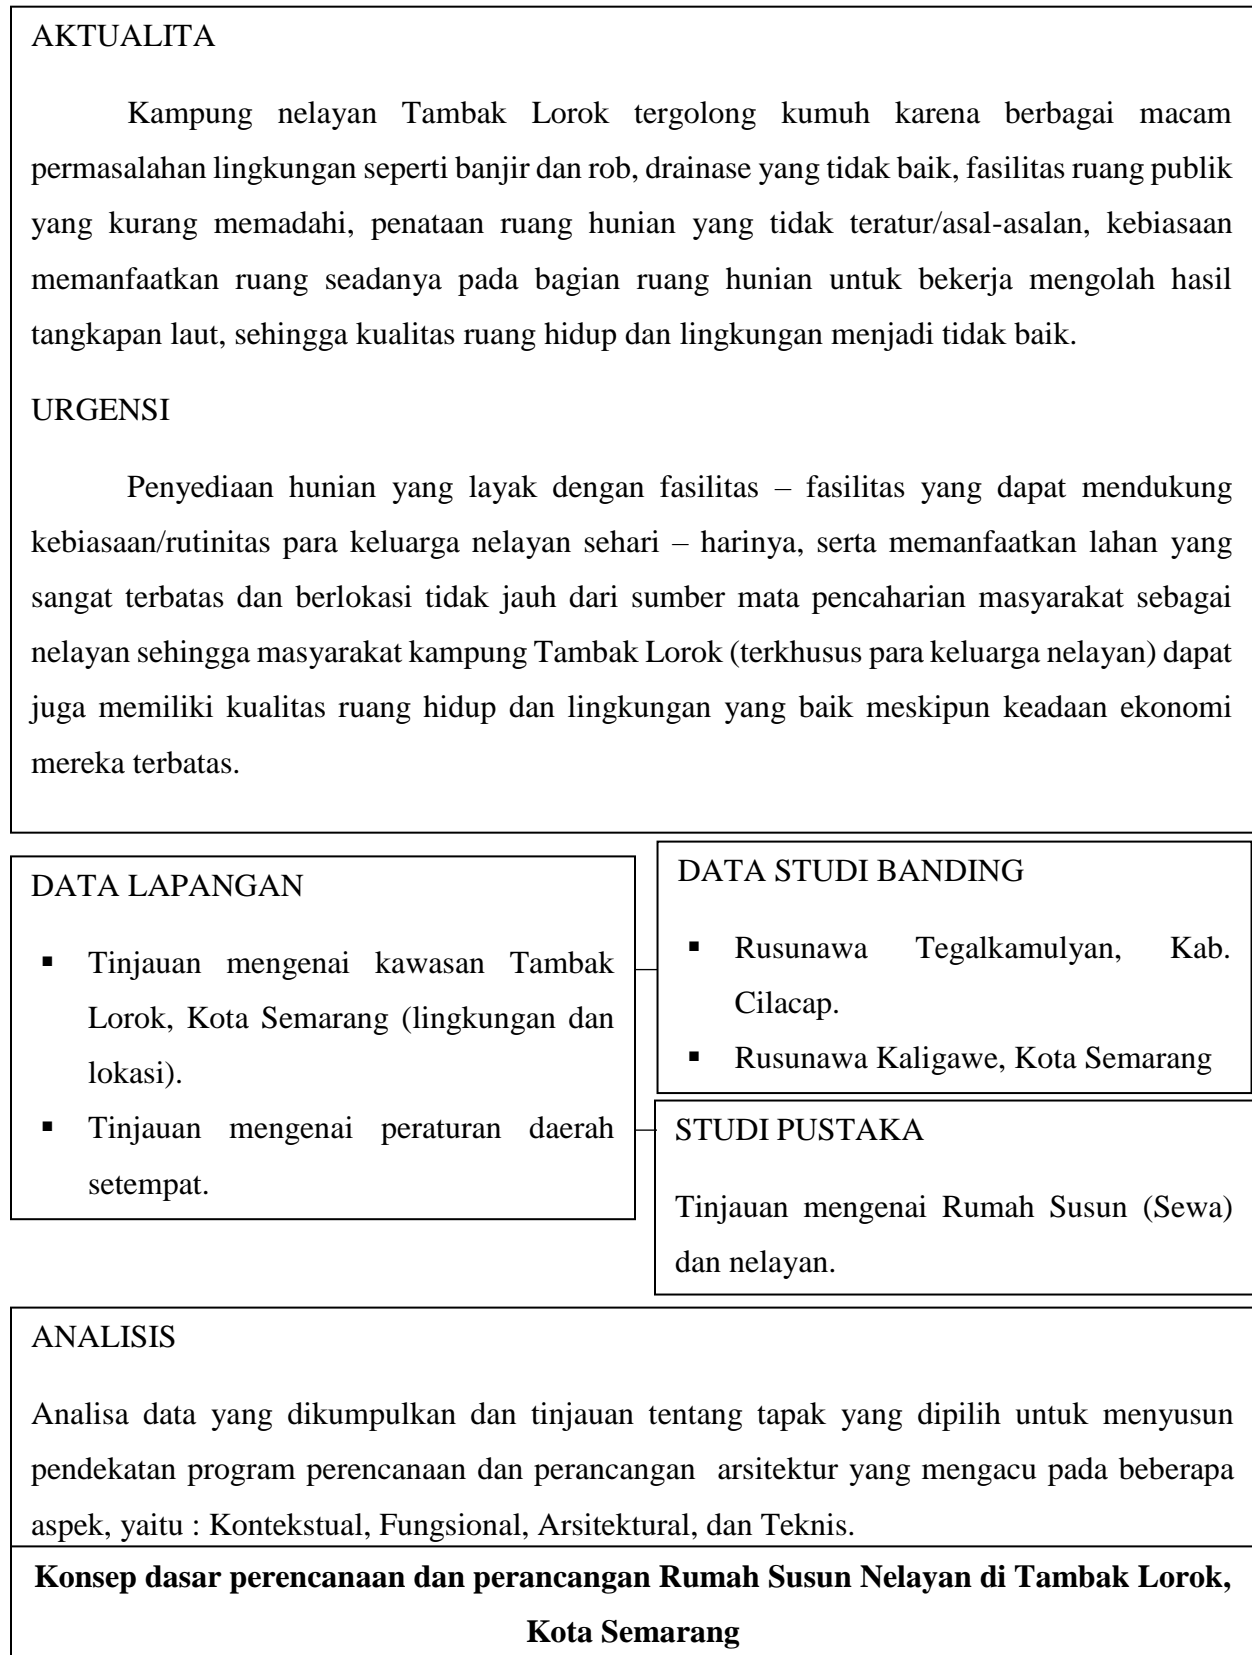 AKTUALITA
Kampung nelayan Tambak Lorok tergolong kumuh karena berbagai macam
permasalahan lingkungan seperti banjir dan rob, drainase yang tidak baik, fasilitas ruang publik
yang kurang memadahi, penataan ruang hunian yang tidak teratur/asal-asalan, kebiasaan
memanfaatkan ruang seadanya pada bagian ruang hunian untuk bekerja mengolah hasil
tangkapan laut, sehingga kualitas ruang hidup dan lingkungan menjadi tidak baik.
URGENSI
Penyediaan hunian yang layak dengan fasilitas – fasilitas yang dapat mendukung
kebiasaan/rutinitas para keluarga nelayan sehari – harinya, serta memanfaatkan lahan yang
sangat terbatas dan berlokasi tidak jauh dari sumber mata pencaharian masyarakat sebagai
nelayan sehingga masyarakat kampung Tambak Lorok (terkhusus para keluarga nelayan) dapat
juga memiliki kualitas ruang hidup dan lingkungan yang baik meskipun keadaan ekonomi
mereka terbatas.
DATA LAPANGAN
▪ Tinjauan mengenai kawasan Tambak
Lorok, Kota Semarang (lingkungan dan
lokasi).
▪ Tinjauan mengenai peraturan daerah
setempat.
DATA STUDI BANDING
▪ Rusunawa Tegalkamulyan, Kab.
Cilacap.
▪ Rusunawa Kaligawe, Kota Semarang
STUDI PUSTAKA
Tinjauan mengenai Rumah Susun (Sewa)
dan nelayan.
ANALISIS
Analisa data yang dikumpulkan dan tinjauan tentang tapak yang dipilih untuk menyusun
pendekatan program perencanaan dan perancangan arsitektur yang mengacu pada beberapa
aspek, yaitu : Kontekstual, Fungsional, Arsitektural, dan Teknis.
Konsep dasar perencanaan dan perancangan Rumah Susun Nelayan di Tambak Lorok,
Kota Semarang